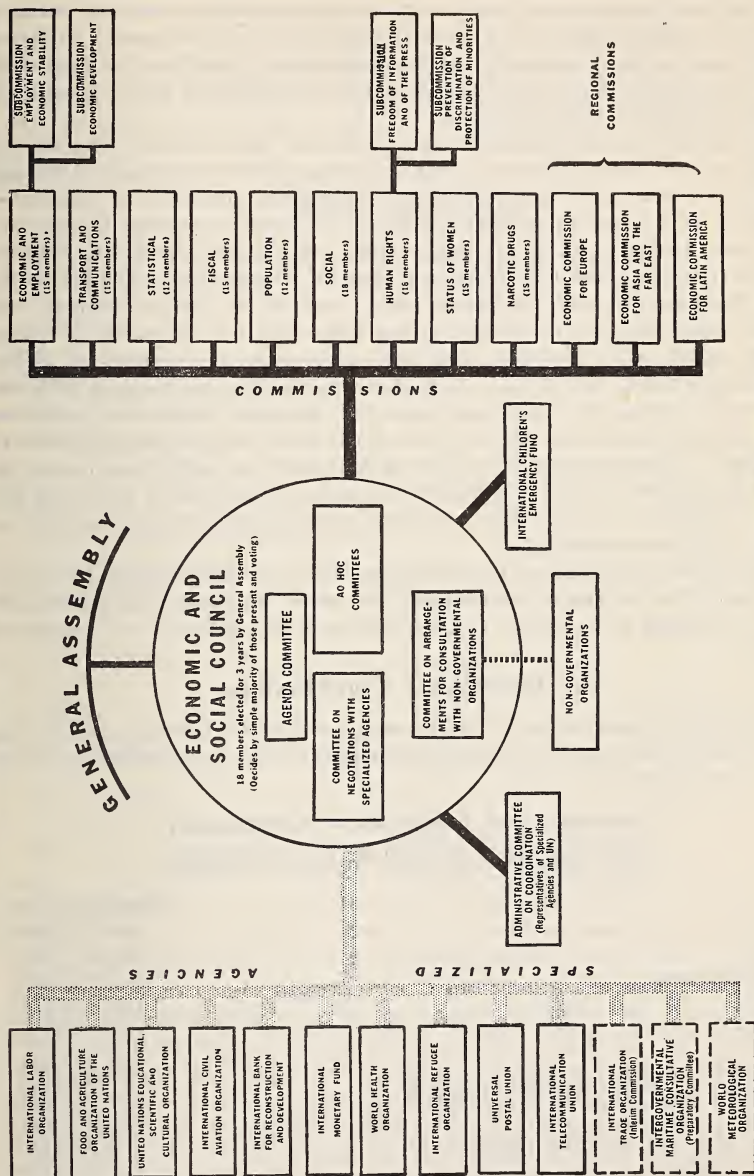 GENERAL ASSEMBLY
ECONOMIC AND
SOCIAL COUNCIL
18 members elected for 3 years by General Assembly
(Decides by simple majority of those present and voting)
AGENDA COMMITTEE
COMMITTEE ON
NEGOTIATIONS WITH
SPECIALIZED AGENCIES
AD HOC
COMMITTEES
COMMITTEE ON ARRANGE-
MENTS FOR CONSULTATION
WITH NON-GOVERNMENTAL
ORGANIZATIONS
ADMINISTRATIVE COMMITTEE
ON COORDINATION
(Representatives of Specialized
Agencies and UN)
NON-GOVERNMENTAL
ORGANIZATIONS
INTERNATIONAL CHILDREN'S
EMERGENCY FUND
SPECIALIZED AGENCIES
INTERNATIONAL LABOR
ORGANIZATION
FOOD AND AGRICULTURE
ORGANIZATION OF THE
UNITED NATIONS
UNITED NATIONS EDUCATIONAL,
SCIENTIFIC AND
CULTURAL ORGANIZATION
INTERNATIONAL CIVIL
AVIATION ORGANIZATION
INTERNATIONAL BANK
FOR RECONSTRUCTION
AND DEVELOPMENT
INTERNATIONAL
MONETARY FUND
WORLD HEALTH
ORGANIZATION
INTERNATIONAL REFUGEE
ORGANIZATION
UNIVERSAL
POSTAL UNION
INTERNATIONAL
TELECOMMUNICATION
UNION
INTERNATIONAL
TRADE ORGANIZATION
(Interim Commission)
INTERGOVERNMENTAL
MARITIME CONSULTATIVE
ORGANIZATION
(Preparatory Committee)
WORLD
METEOROLOGICAL
ORGANIZATION
COMMISSIONS
ECONOMIC AND
EMPLOYMENT
(15 members)*
TRANSPORT AND
COMMUNICATIONS
(15 members)
STATISTICAL
(12 members)
FISCAL
(15 members)
POPULATION
(12 members)
SOCIAL
(18 members)
HUMAN RIGHTS
(16 members)
STATUS OF WOMEN
(15 members)
NARCOTIC DRUGS
(15 members)
ECONOMIC COMMISSION
FOR EUROPE
ECONOMIC COMMISSION
FOR ASIA AND THE
FAR EAST
ECONOMIC COMMISSION
FOR LATIN AMERICA
SUBCOMMISSION
EMPLOYMENT AND
ECONOMIC STABILITY
SUBCOMMISSION
ECONOMIC DEVELOPMENT
SUBCOMMISSION
FREEDOM OF INFORMATION
AND OF THE PRESS
SUBCOMMISSION
PREVENTION OF
DISCRIMINATION AND
PROTECTION OF MINORITIES
REGIONAL
COMMISSIONS